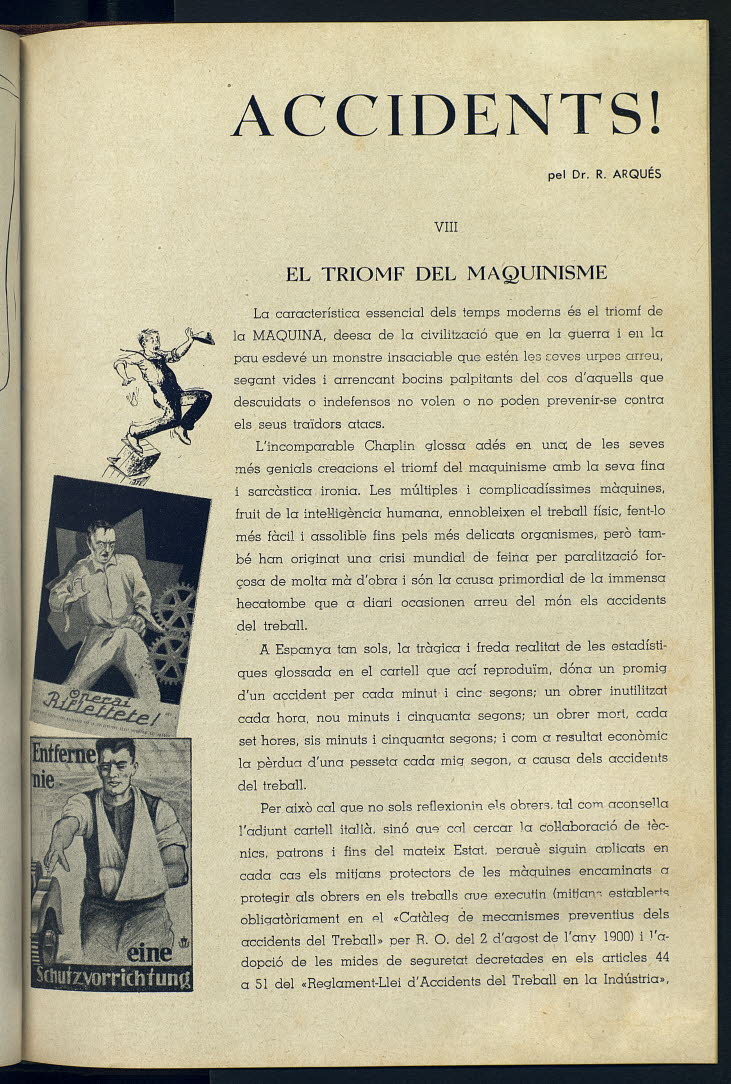 ACCIDENTS!
pel Dr. R. ARQUÉS
VIII
EL TRIOMF DEL MAQUINISME
La característica essencial dels temps moderns és el triomf de
la MAQUINA, deesa de la civilització que en la guerra i en la
pau esdevé un monstre insaciable que estén les seves urpes arreu,
segant vides i arrencant bocins palpitants del cos d'aquells que
descuidats o indefensos no volen o no poden prevenir-se contra
els seus traïdors atacs.
L'incomparable Chaplin glossa adés en una de les seves
més genials creacions el triomf del maquinisme amb la seva fina
i sarcàstica ironia. Les múltiples i complicadíssimes màquines,
fruit de la intel·ligència humana, ennobleixen el treball físic, fent-lo
més fàcil i assolible fins pels més delicats organismes, però tam-
bé han originat una crisi mundial de feina per paralització for-
çosa de molta mà d'obra i són la causa primordial de la immensa
hecatombe que a diari ocasionen arreu del món els accidents
del treball.
A Espanya tan sols, la tràgica i freda realitat de les estadísti-
ques glossada en el cartell que ací reproduïm, dóna un promig
d'un accident per cada minut i cinc segons; un obrer inutilitzat
cada hora, nou minuts i cinquanta segons; un obrer mort, cada
set hores, sis minuts i cinquanta segons; i com a resultat econòmic
la pèrdua d'una pesseta cada mig segon, a causa dels accidents
del treball.
Per això cal que no sols reflexionin els obrers, tal com aconsella
l'adjunt cartell italià, sinó que cal cercar la col·laboració de tèc-
nics, patrons i fins del mateix Estat, perquè siguin aplicats en
cada cas els mitjans protectors de les màquines encaminats a
protegir als obrers en els treballs que executin (mitjans establerts
obligatòriament en el «Catàleg de mecanismes preventius dels
accidents del Treball» per R. O. del 2 d'agost de l'any 1900) i l'a-
dopció de les mides de seguretat decretades en els articles 44
a 51 del «Reglament-Llei d'Accidents del Treball en la Indústria»,
Operai
Riflettete!
Entferne
nie
eine
Schutzvorrichtung